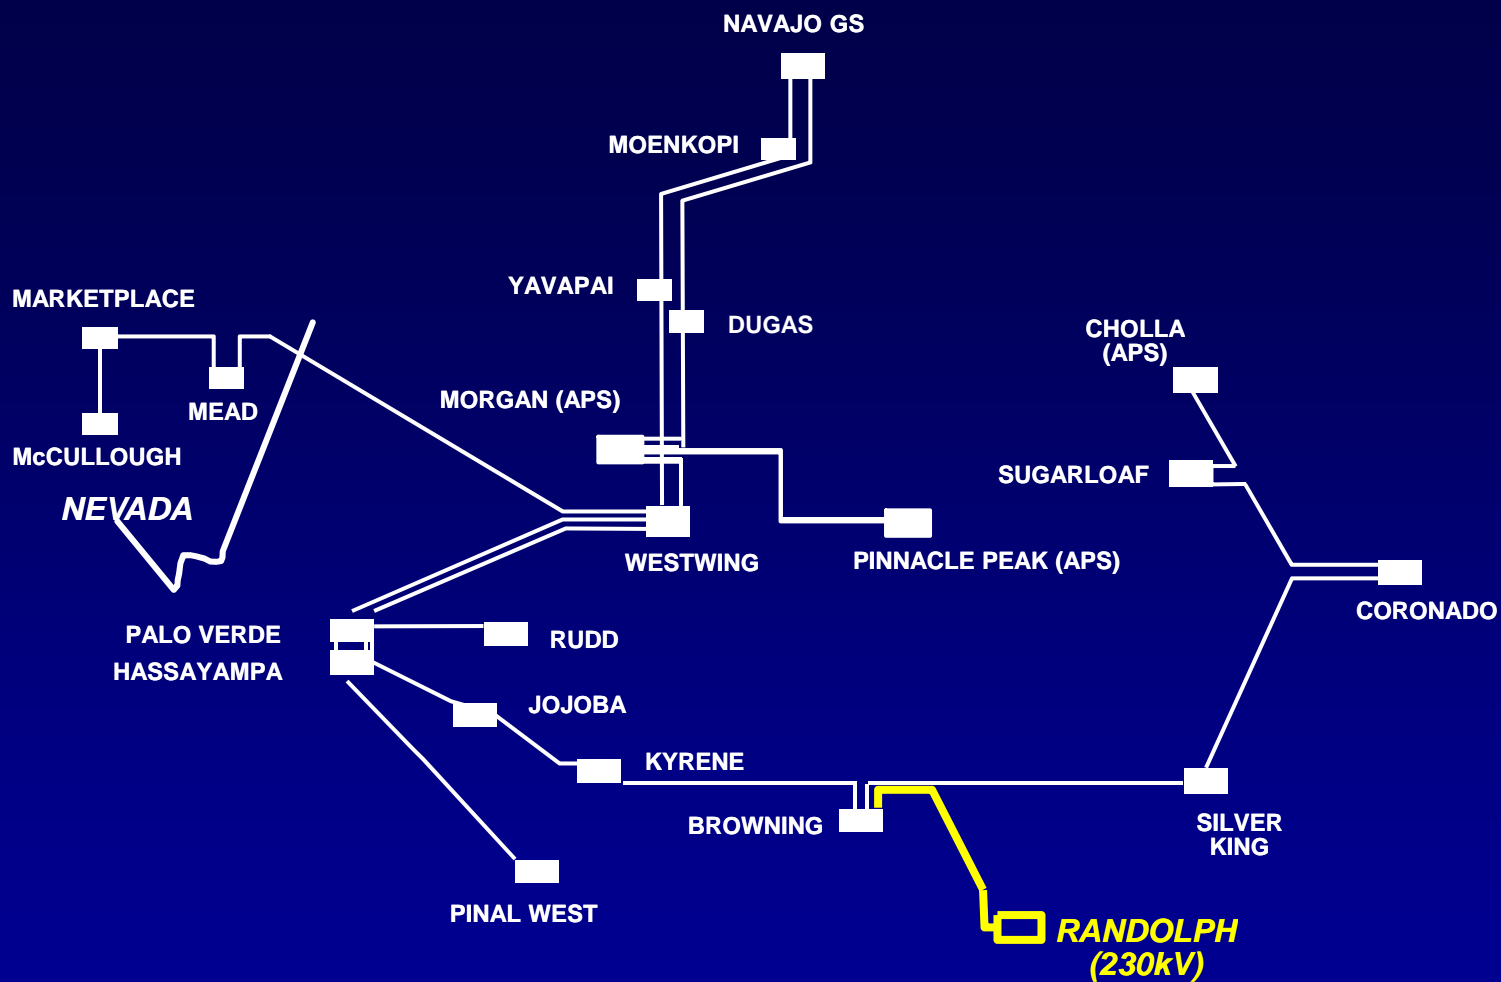 NAVAJO GS
MOENKOPI
YAVAPAI
MARKETPLACE
DUGAS
CHOLLA
(APS)
MORGAN (APS)
MEAD
McCULLOUGH
SUGARLOAF
NEVADA
WESTWING
PINNACLE PEAK (APS)
CORONADO
PALO VERDE
RUDD
HASSAYAMPA
JOJOBA
KYRENE
BROWNING
SILVER
KING
PINAL WEST
RANDOLPH
(230kV)